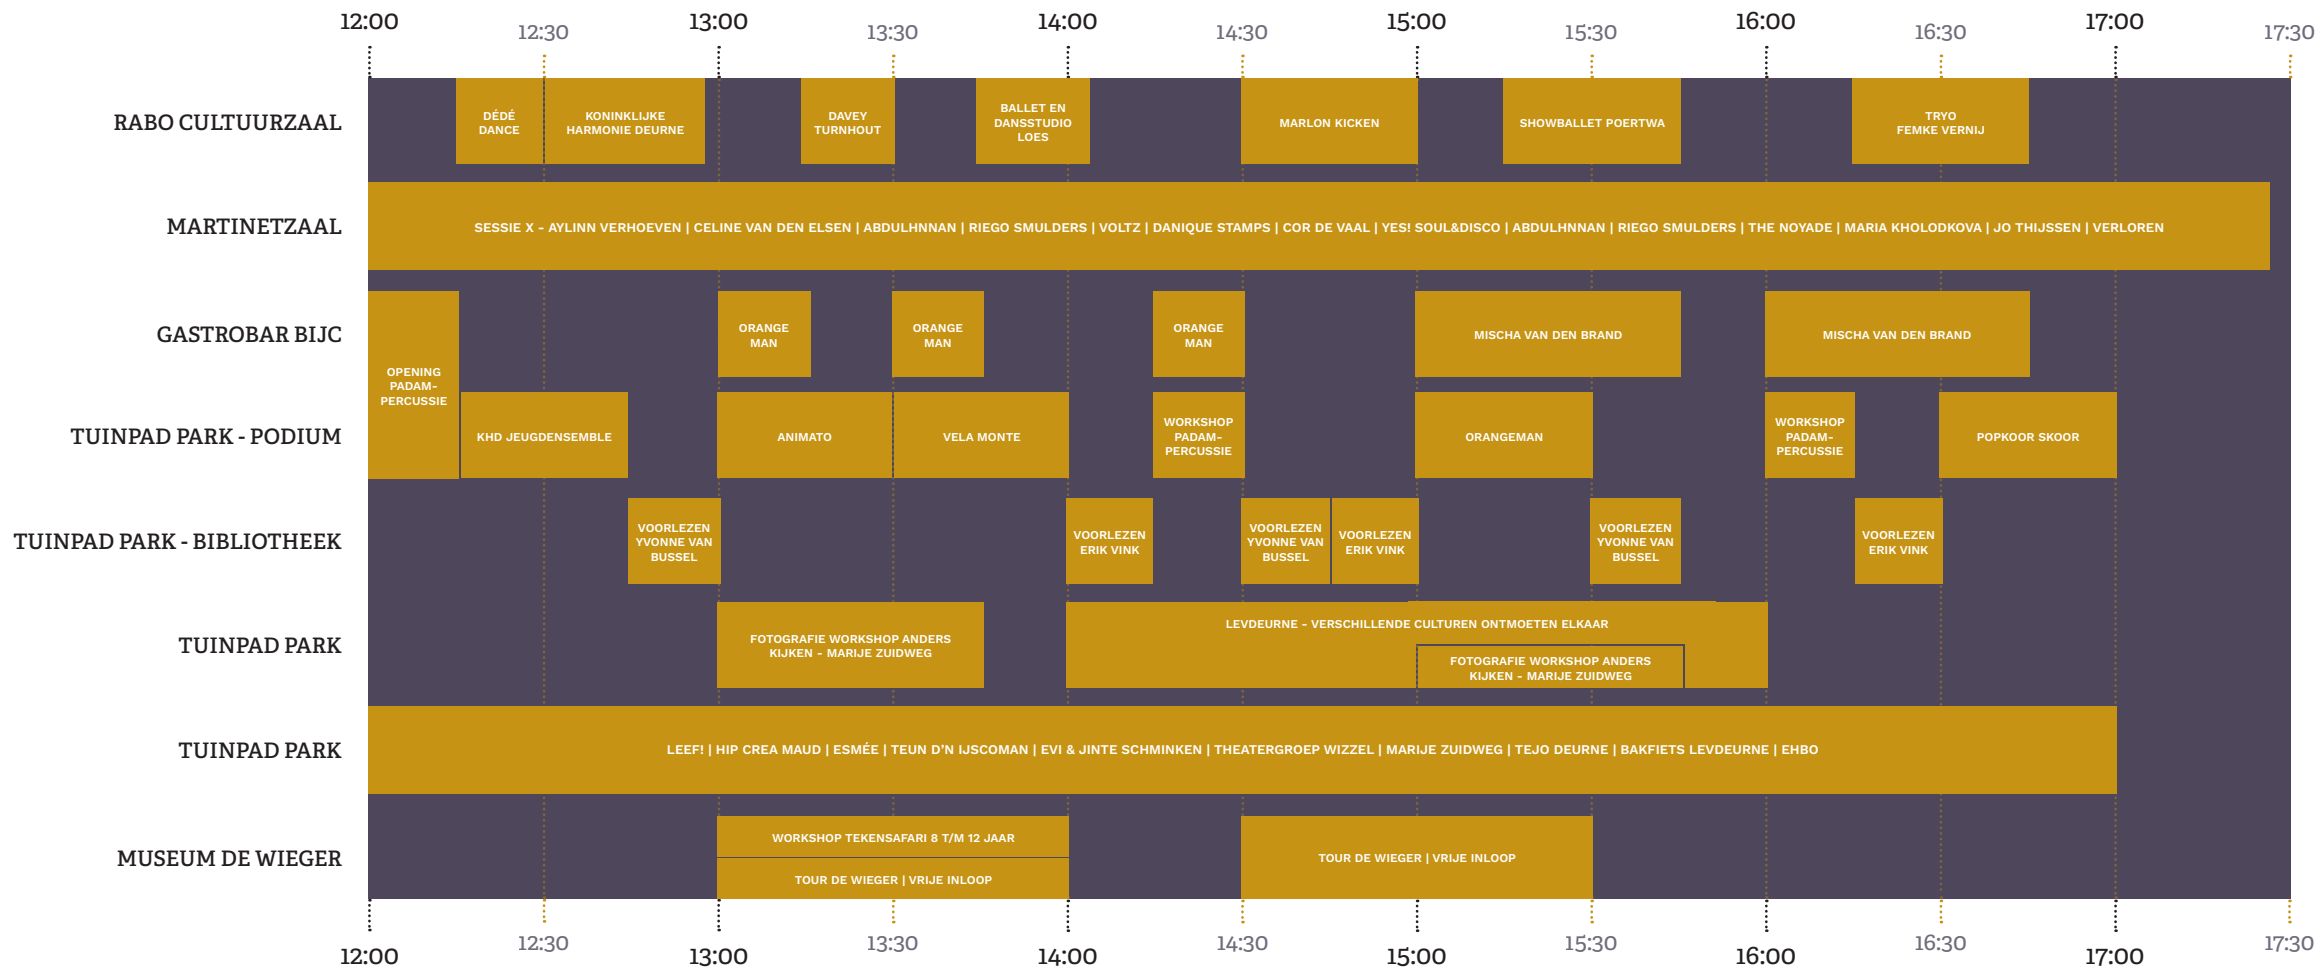 12:00
12:30
13:00
13:30
14:00
14:30
15:00
15:30
16:00
16:30
17:00
17:30
RABO CULTUURZAAL
DÉDÉ
DANCE
KONINKLIJKE
HARMONIE DEURNE
DAVEY
TURNHOUT
BALLET EN
DANSSTUDIO
LOES
MARLON KICKEN
SHOWBALLET POERTWA
TRYO
FEMKE VERNIJ
MARTINETZAAL
SESSIE X - AYLINN VERHOEVEN | CELINE VAN DEN ELSEN | ABDULHNNAN | RIEGO SMULDERS | VOLTZ | DANIQUE STAMPS | COR DE VAAL | YES! SOUL&DISCO | ABDULHNNAN | RIEGO SMULDERS | THE NOYADE | MARIA KHOLODKOVA | JO THIJSSEN | VERLOREN
GASTROBAR BIJC
OPENING
PADAM-
PERCUSSIE
ORANGE
MAN
ORANGE
MAN
ORANGE
MAN
MISCHA VAN DEN BRAND
MISCHA VAN DEN BRAND
TUINPAD PARK - PODIUM
KHD JEUGDENSEMBLE
ANIMATO
VELA MONTE
WORKSHOP
PADAM-
PERCUSSIE
ORANGEMAN
WORKSHOP
PADAM-
PERCUSSIE
POPKOOR SKOOR
TUINPAD PARK - BIBLIOTHEEK
VOORLEZEN
YVONNE VAN
BUSSEL
VOORLEZEN
ERIK VINK
VOORLEZEN
YVONNE VAN
BUSSEL
VOORLEZEN
ERIK VINK
VOORLEZEN
YVONNE VAN
BUSSEL
VOORLEZEN
ERIK VINK
TUINPAD PARK
FOTOGRAFIE WORKSHOP ANDERS
KIJKEN - MARIJE ZUIDWEG
LEVDEURNE - VERSCHILLENDE CULTUREN ONTMOETEN ELKAAR
FOTOGRAFIE WORKSHOP ANDERS
KIJKEN - MARIJE ZUIDWEG
TUINPAD PARK
LEEF! | HIP CREA MAUD | ESMÉE | TEUN D'N IJSCOMAN | EVI & JINTE SCHMINKEN | THEATERGROEP WIZZEL | MARIJE ZUIDWEG | TEJO DEURNE | BAKFIETS LEVDEURNE | EHBO
MUSEUM DE WIEGER
WORKSHOP TEKENSAFARI 8 T/M 12 JAAR
TOUR DE WIEGER | VRIJE INLOOP
TOUR DE WIEGER | VRIJE INLOOP
12:00
12:30
13:00
13:30
14:00
14:30
15:00
15:30
16:00
16:30
17:00
17:30